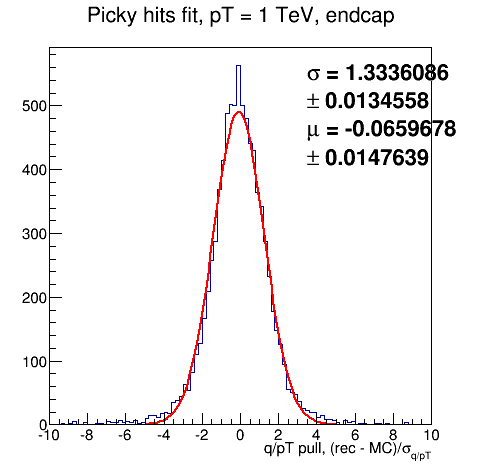 Picky hits fit, pT = 1 TeV, endcap
σ = 1.3336086
± 0.0134558
μ = -0.0659678
± 0.0147639
500
400
300
200
100
0
-10 -8 -6 -4 -2 0 2 4 6 8 10
q/pT pull, (rec - MC)/σq/pT